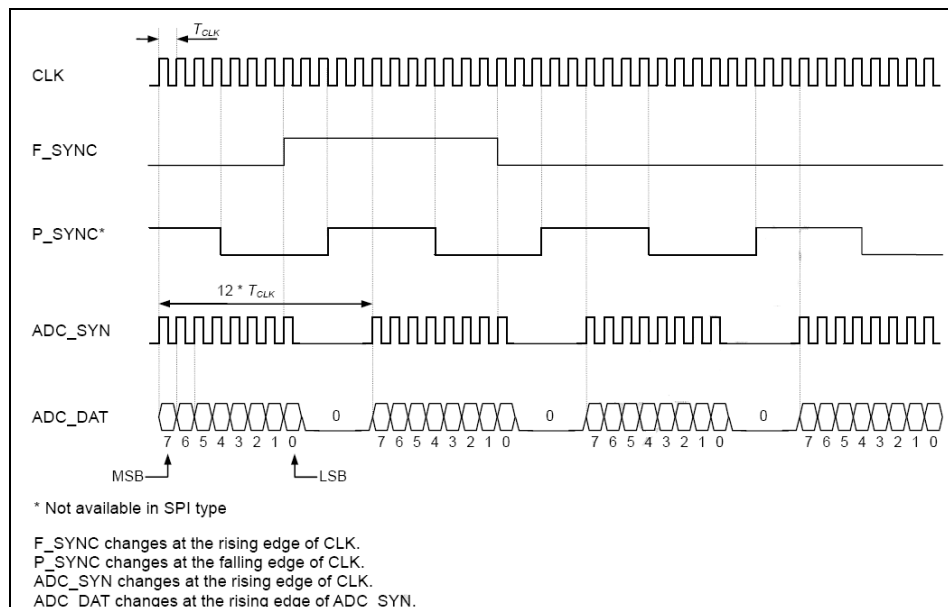 T_CLK
CLK
F_SYNC
P_SYNC*
12 * T_CLK
ADC_SYN
ADC_DAT
0 0 0
7 6 5 4 3 2 1 0 7 6 5 4 3 2 1 0 7 6 5 4 3 2 1 0 7 6 5 4 3 2 1 0
MSB LSB
* Not available in SPI type
F_SYNC changes at the rising edge of CLK.
P_SYNC changes at the falling edge of CLK.
ADC_SYN changes at the rising edge of CLK.
ADC_DAT changes at the rising edge of ADC_SYN.